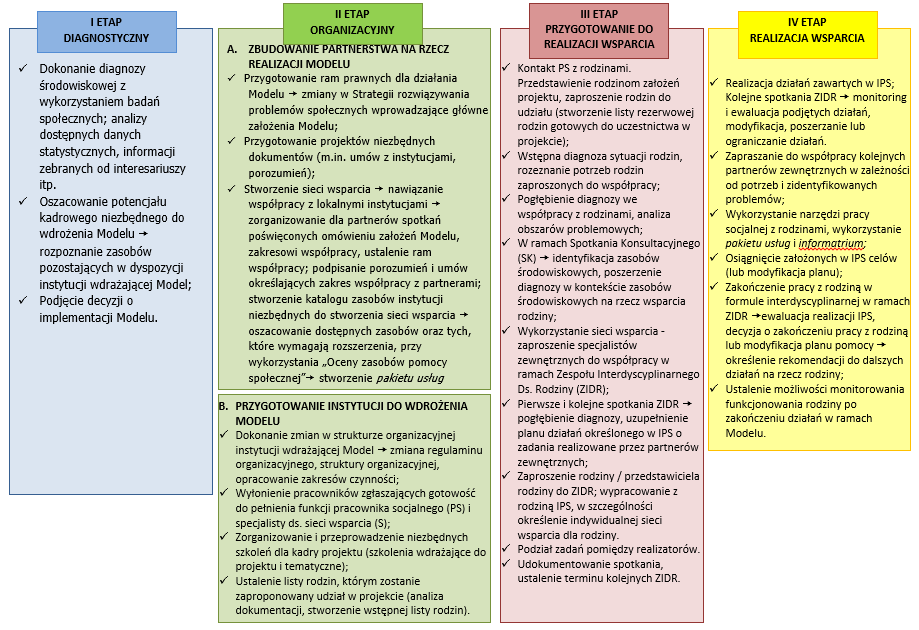 I ETAP
DIAGNOSTYCZNY
✓ Dokonanie diagnozy
środowiskowej z
wykorzystaniem badań
społecznych; analizy
dostępnych danych
statystycznych, informacji
zebranych od interesariuszy
itp.
✓ Oszacowanie potencjału
kadrowego niezbędnego do
wdrożenia Modelu →
rozpoznanie zasobów
pozostających w dyspozycji
instytucji wdrażającej Model;
✓ Podjęcie decyzji o
implementacji Modelu.
II ETAP
ORGANIZACYJNY
A. ZBUDOWANIE PARTNERSTWA NA RZECZ
REALIZACJI MODELU
✓ Przygotowanie ram prawnych dla działania
Modelu → zmiany w Strategii rozwiązywania
problemów społecznych wprowadzające główne
założenia Modelu;
✓ Przygotowanie projektów niezbędnych
dokumentów (m.in. umów z instytucjami,
porozumień);
✓ Stworzenie sieci wsparcia → nawiązanie
współpracy z lokalnymi instytucjami →
zorganizowanie dla partnerów spotkań
poświęconych omówieniu założeń Modelu,
zakresowi współpracy, ustalenie ram
współpracy; podpisanie porozumień i umów
określających zakres współpracy z partnerami;
stworzenie katalogu zasobów instytucji
niezbędnych do stworzenia sieci wsparcia →
oszacowanie dostępnych zasobów oraz tych,
które wymagają rozszerzenia, przy
wykorzystania „Oceny zasobów pomocy
społecznej”→ stworzenie pakietu usług
B. PRZYGOTOWANIE INSTYTUCJI DO WDROŻENIA
MODELU
✓ Dokonanie zmian w strukturze organizacyjnej
instytucji wdrażającej Model → zmiana regulaminu
organizacyjnego, struktury organizacyjnej,
opracowanie zakresów czynności;
✓ Wyłonienie pracowników zgłaszających gotowość
do pełnienia funkcji pracownika socjalnego (PS) i
specjalisty ds. sieci wsparcia (S);
✓ Zorganizowanie i przeprowadzenie niezbędnych
szkoleń dla kadry projektu (szkolenia wdrażające do
projektu i tematyczne);
✓ Ustalenie listy rodzin, którym zostanie
zaproponowany udział w projekcie (analiza
dokumentacji, stworzenie wstępnej listy rodzin).
III ETAP
PRZYGOTOWANIE DO
REALIZACJI WSPARCIA
✓ Kontakt PS z rodzinami.
Przedstawienie rodzinom założeń
projektu, zaproszenie rodzin do
udziału (stworzenie listy rezerwowej
rodzin gotowych do uczestnictwa w
projekcie);
✓ Wstępna diagnoza sytuacji rodzin,
rozeznanie potrzeb rodzin
zaproszonych do współpracy;
✓ Pogłębienie diagnozy we
współpracy z rodzinami, analiza
obszarów problemowych;
✓ W ramach Spotkania Konsultacyjnego
(SK) → identyfikacja zasobów
środowiskowych, poszerzenie
diagnozy w kontekście zasobów
środowiskowych na rzecz wsparcia
rodziny;
✓ Wykorzystanie sieci wsparcia -
zaproszenie specjalistów
zewnętrznych do współpracy w
ramach Zespołu Interdyscyplinarnego
Ds. Rodziny (ZIDR);
✓ Pierwsze i kolejne spotkania ZIDR →
pogłębienie diagnozy, uzupełnienie
planu działań określonego w IPS o
zadania realizowane przez partnerów
zewnętrznych;
✓ Zaproszenie rodziny / przedstawiciela
rodziny do ZIDR; wypracowanie z
rodziną IPS, w szczególności
określenie indywidualnej sieci
wsparcia dla rodziny.
✓ Podział zadań pomiędzy realizatorów.
✓ Udokumentowanie spotkania,
ustalenie terminu kolejnych ZIDR.
IV ETAP
REALIZACJA WSPARCIA
✓ Realizacja działań zawartych w IPS;
Kolejne spotkania ZIDR → monitoring
i ewaluacja podjętych działań,
modyfikacja, poszerzanie lub
ograniczanie działań.
✓ Zapraszanie do współpracy kolejnych
partnerów zewnętrznych w zależności
od potrzeb i zidentyfikowanych
problemów;
✓ Wykorzystanie narzędzi pracy
socjalnej z rodzinami, wykorzystanie
pakietu usług i informatrium;
✓ Osiągnięcie założonych w IPS celów
(lub modyfikacja planu);
✓ Zakończenie pracy z rodziną w
formule interdyscyplinarnej w ramach
ZIDR →ewaluacja realizacji IPS,
decyzja o zakończeniu pracy z rodziną
lub modyfikacja planu pomocy →
określenie rekomendacji do dalszych
działań na rzecz rodziny;
✓ Ustalenie możliwości monitorowania
funkcjonowania rodziny po
zakończeniu działań w ramach
Modelu.